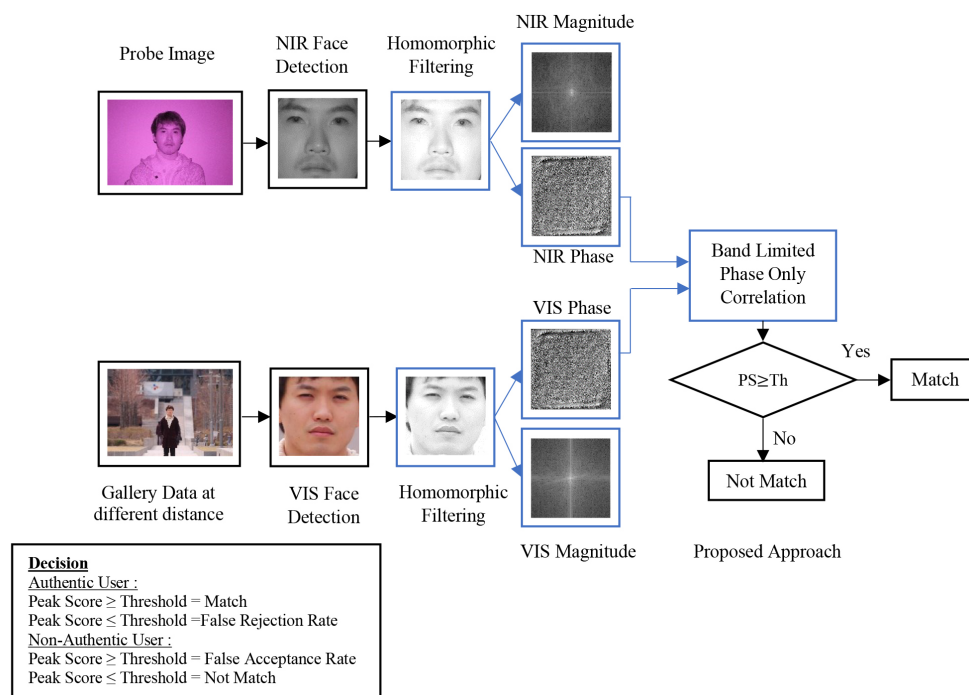 NIR Magnitude
Probe Image
NIR Face
Detection
Homomorphic
Filtering
NIR Phase
Band Limited
Phase Only
Correlation
VIS Phase
PS≥Th
Yes
Match
No
Not Match
Gallery Data at
different distance
VIS Face
Detection
Homomorphic
Filtering
VIS Magnitude
Proposed Approach
Decision
Authentic User :
Peak Score ≥ Threshold = Match
Peak Score ≤ Threshold =False Rejection Rate
Non-Authentic User :
Peak Score ≥ Threshold = False Acceptance Rate
Peak Score ≤ Threshold = Not Match